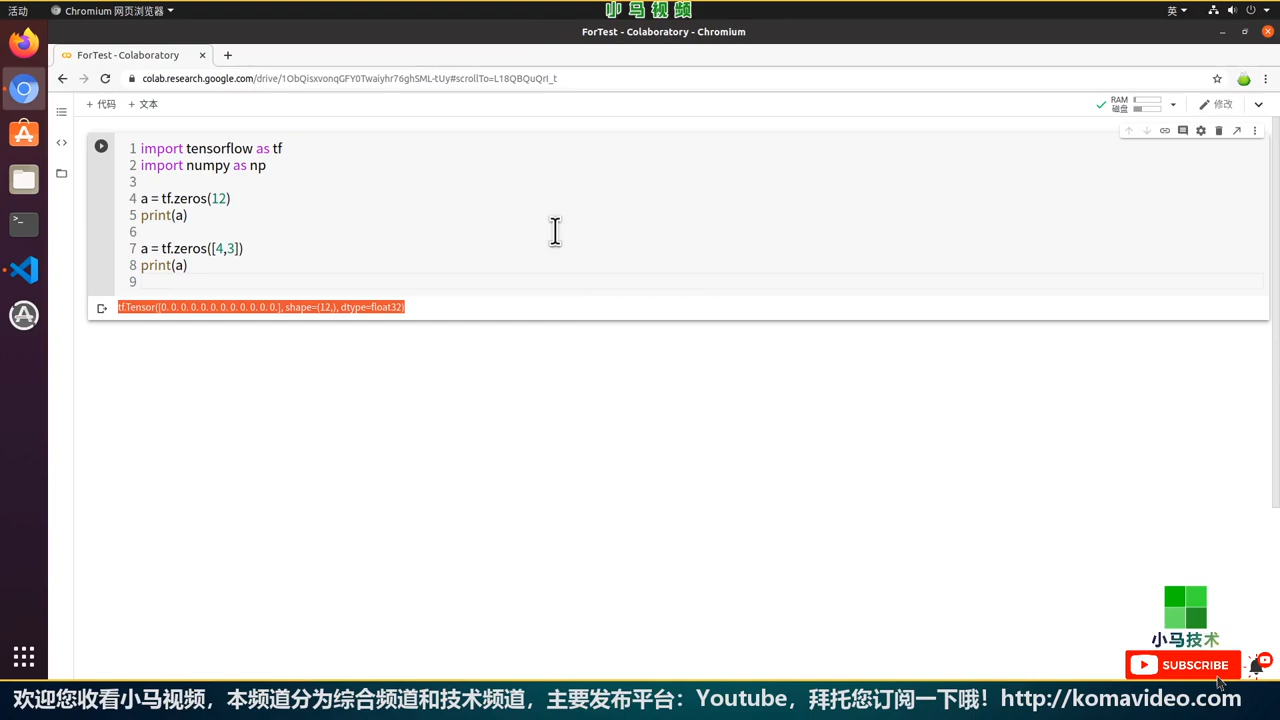 活动
Chromium 网页浏览器
小马视频
英
ForTest - Colaboratory - Chromium
ForTest - Colaboratory
colab.research.google.com/drive/1ObQisxvonqGFY0Twaiyhr76ghSML-tUy#scrollTo=L18QBQuQrI_t
+ 代码
+ 文本
RAM
磁盘
修改
1 import tensorflow as tf
2 import numpy as np
3
4 a = tf.zeros(12)
5 print(a)
6
7 a = tf.zeros([4,3])
8 print(a)
9
tf.Tensor([0. 0. 0. 0. 0. 0. 0. 0. 0. 0. 0. 0.], shape=(12,), dtype=float32)
小马技术
SUBSCRIBE
欢迎您收看小马视频，本频道分为综合频道和技术频道，主要发布平台：Youtube，拜托您订阅一下哦！http://komavideo.com